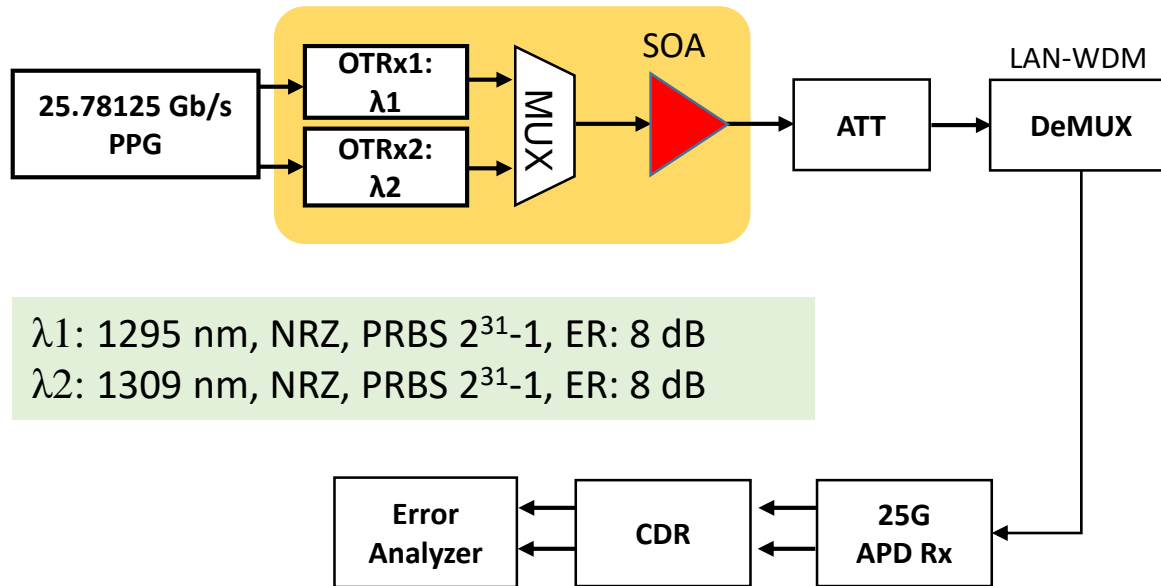 SOA
LAN-WDM
25.78125 Gb/s
PPG
OTRx1:
λ1
OTRx2:
λ2
MUX
ATT
DeMUX
λ1: 1295 nm, NRZ, PRBS 2³¹-1, ER: 8 dB
λ2: 1309 nm, NRZ, PRBS 2³¹-1, ER: 8 dB
Error
Analyzer
CDR
25G
APD Rx